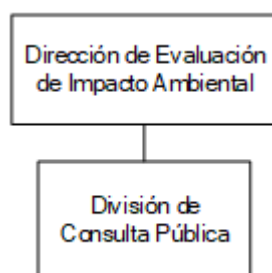 Dirección de Evaluación
de Impacto Ambiental
División de
Consulta Pública